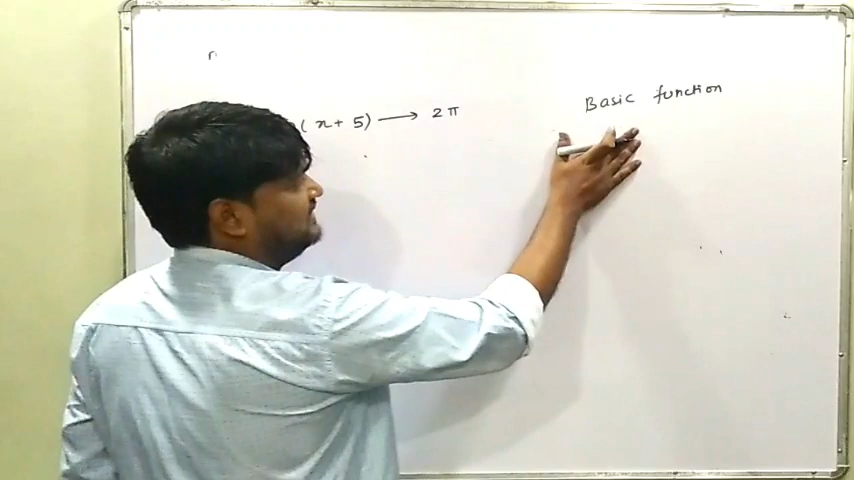 r.
Basic function
(x+5) → 2π